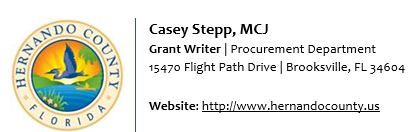 HERNANDO COUNTY
FLORIDA
Casey Stepp, MCJ
Grant Writer | Procurement Department
15470 Flight Path Drive | Brooksville, FL 34604
Website: http://www.hernandocounty.us